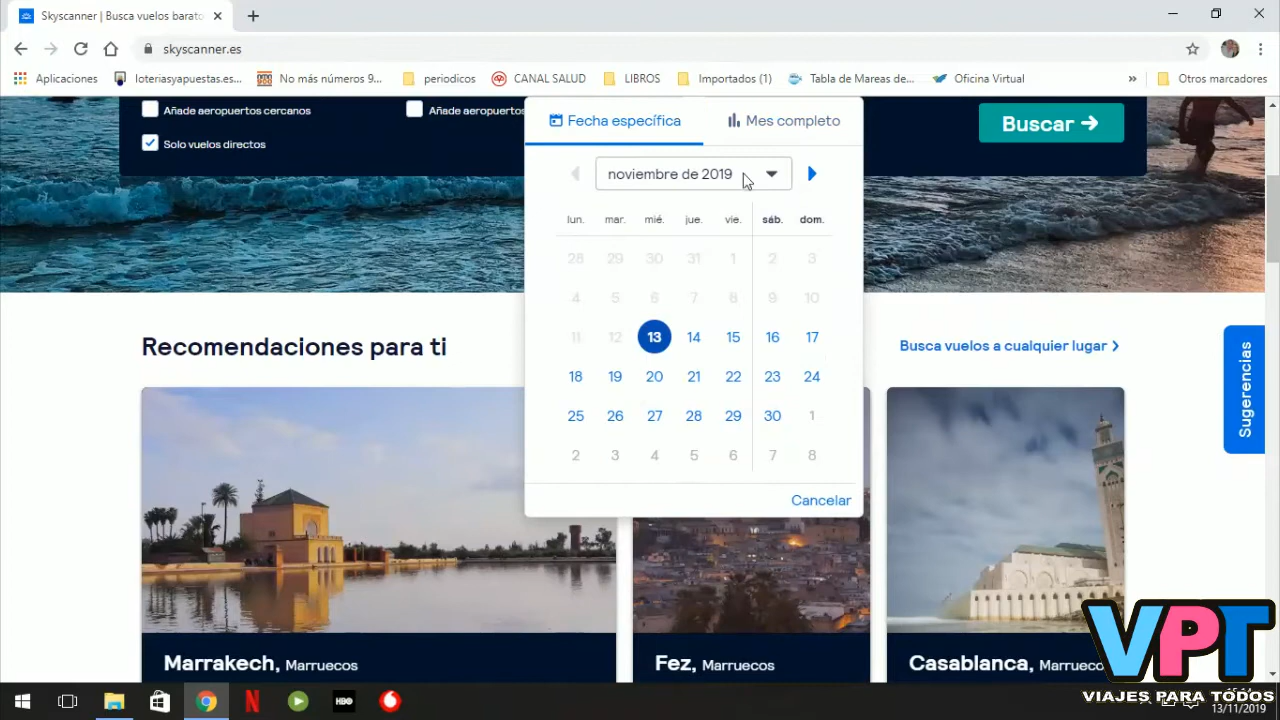 Skyscanner | Busca vuelos barato
skyscanner.es
Aplicaciones
loteriasyapuestas.es...
No más números 9...
periodicos
CANAL SALUD
LIBROS
Importados (1)
Tabla de Mareas de...
Oficina Virtual
Otros marcadores
Añade aeropuertos cercanos
Añade aeropuertos
Solo vuelos directos
Buscar
Fecha específica
Mes completo
noviembre de 2019
lun. mar. mié. jue. vie. sáb. dom.
28 29 30 31 1 2 3
4 5 6 7 8 9 10
11 12 13 14 15 16 17
18 19 20 21 22 23 24
25 26 27 28 29 30 1
2 3 4 5 6 7 8
Cancelar
Recomendaciones para ti
Busca vuelos a cualquier lugar
Sugerencias
Marrakech, Marruecos
Fez, Marruecos
Casablanca, Marrueco
VPT
VIAJES PARA TODOS
HBO
13/11/2019